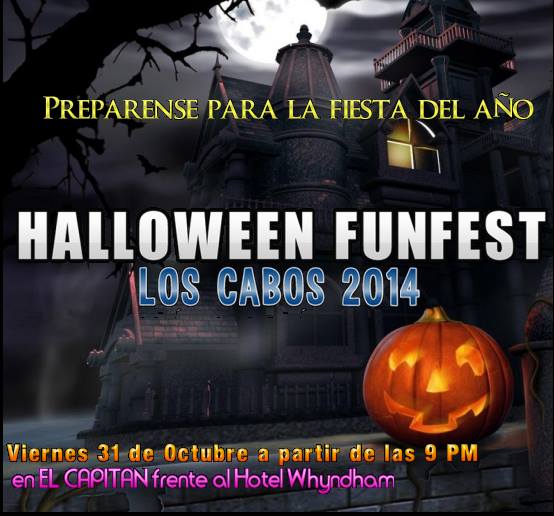 PREPARENSE PARA LA FIESTA DEL AÑO
HALLOWEEN FUNFEST
LOS CABOS 2014
Viernes 31 de Octubre a partir de las 9 PM
en EL CAPITAN frente al Hotel Whyndham